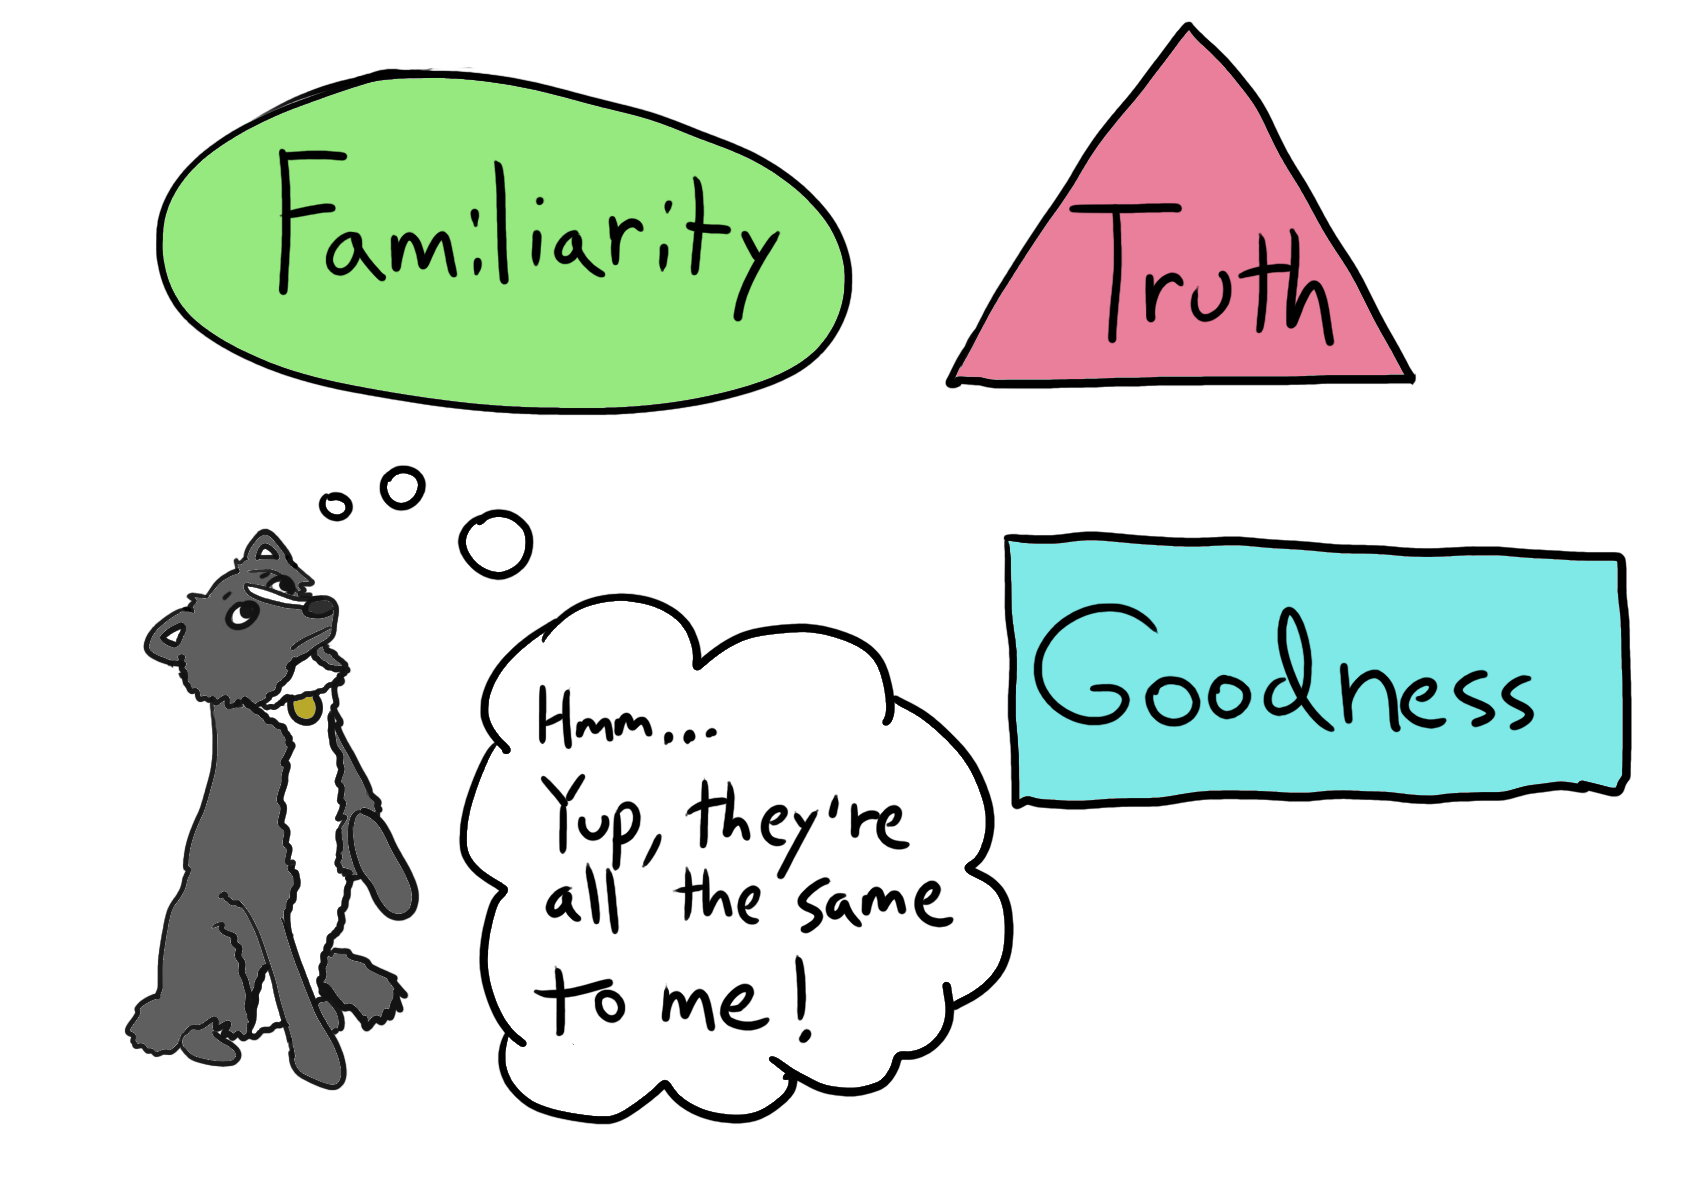 Familiarity
Truth
Goodness
Hmm...
Yup, they're
all the same
to me!